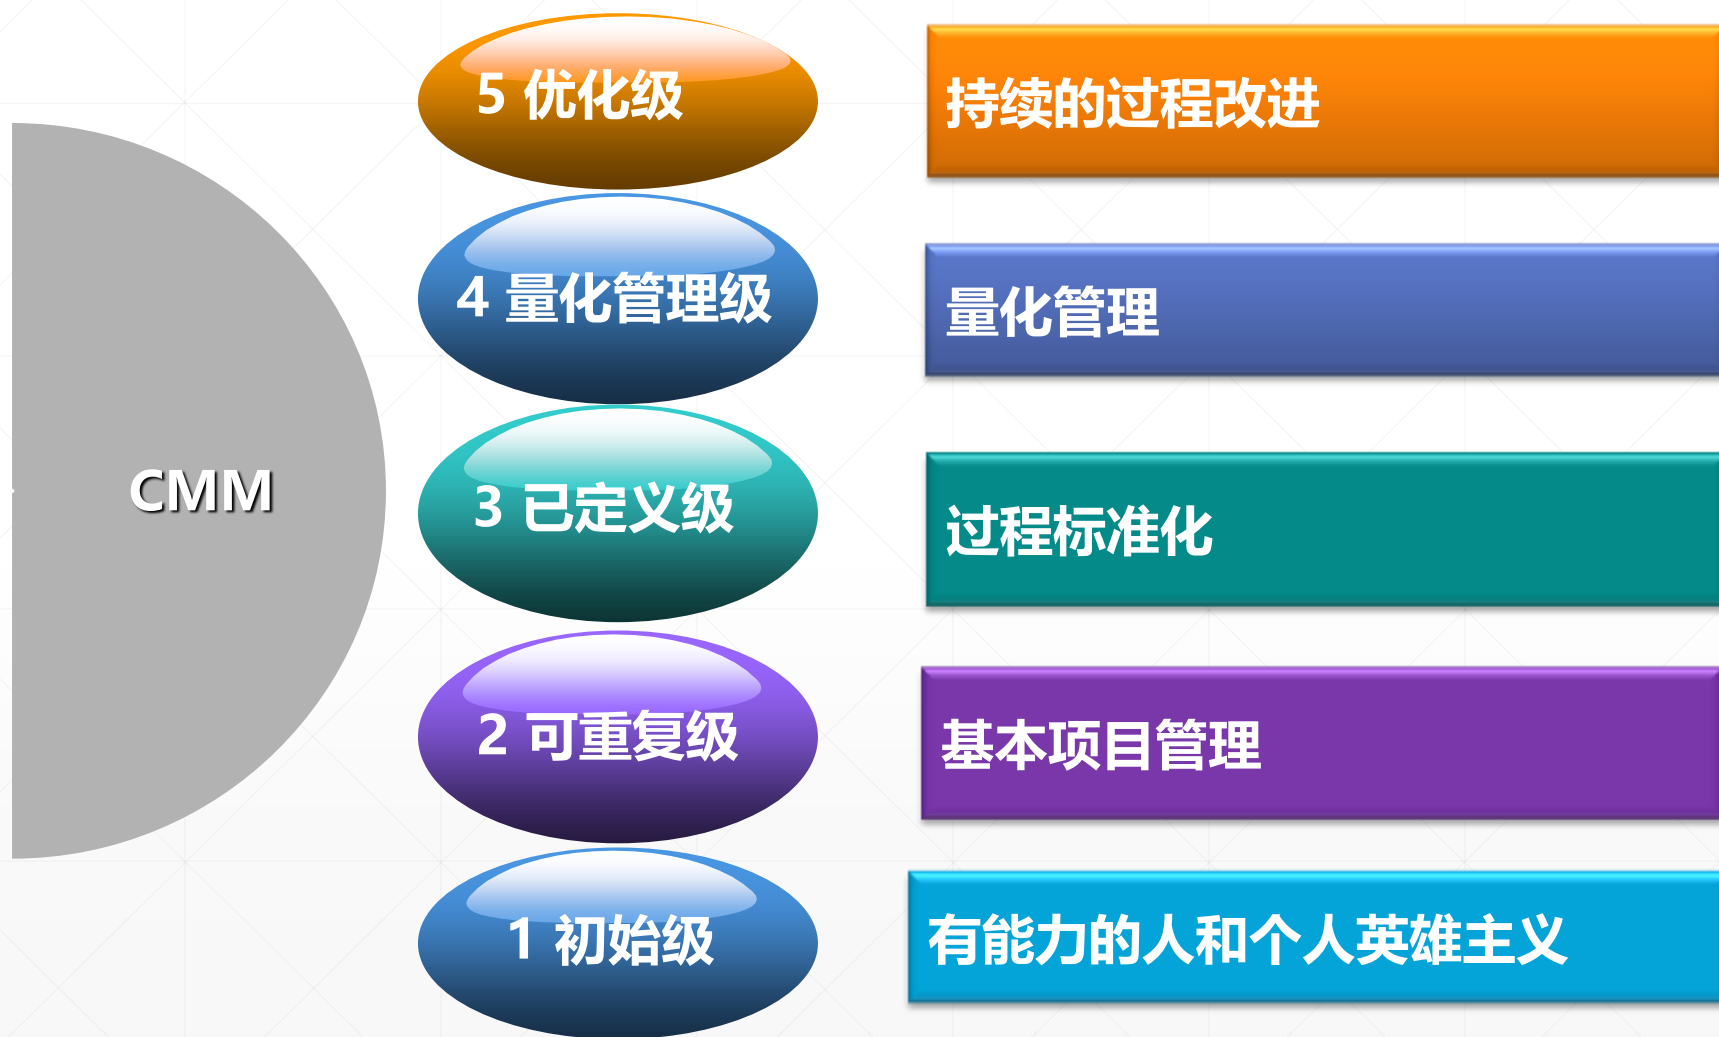 5 优化级
持续的过程改进
4 量化管理级
量化管理
CMM
3 已定义级
过程标准化
2 可重复级
基本项目管理
1 初始级
有能力的人和个人英雄主义